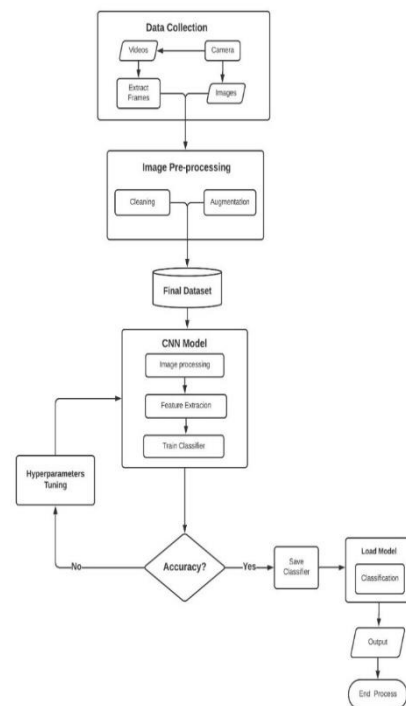 Data Collection
Videos
Camera
Extract
Frames
Images
Image Pre-processing
Cleaning
Augmentation
Final Dataset
CNN Model
Image processing
Feature Extracion
Train Classifier
Hyperparameters
Tuning
Accuracy?
No
Yes
Save
Classifier
Load Model
Classification
Output
End Process